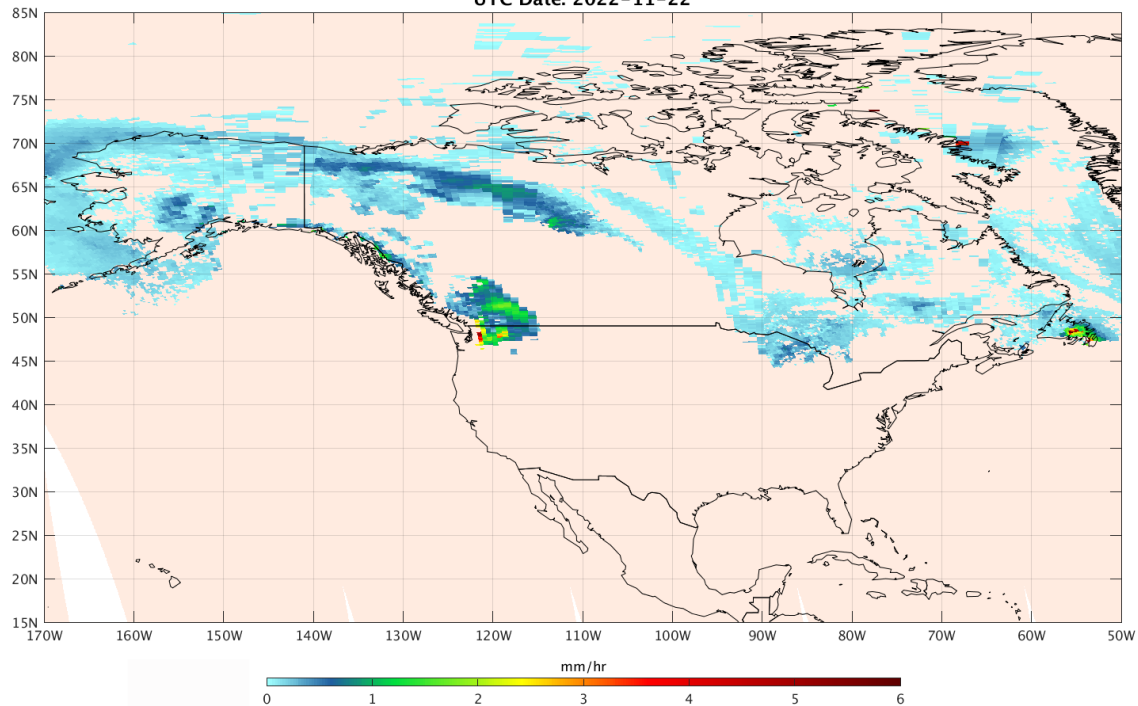 UTC Date: 2022-11-22
85N
80N
75N
70N
65N
60N
55N
50N
45N
40N
35N
30N
25N
20N
15N
170W 160W 150W 140W 130W 120W 110W 100W 90W 80W 70W 60W 50W
mm/hr
0 1 2 3 4 5 6